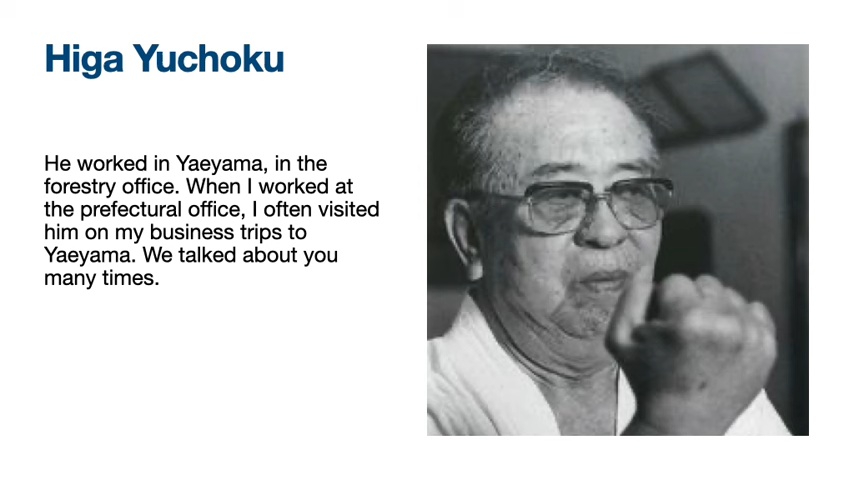 Higa Yuchoku
He worked in Yaeyama, in the
forestry office. When I worked at
the prefectural office, I often visited
him on my business trips to
Yaeyama. We talked about you
many times.